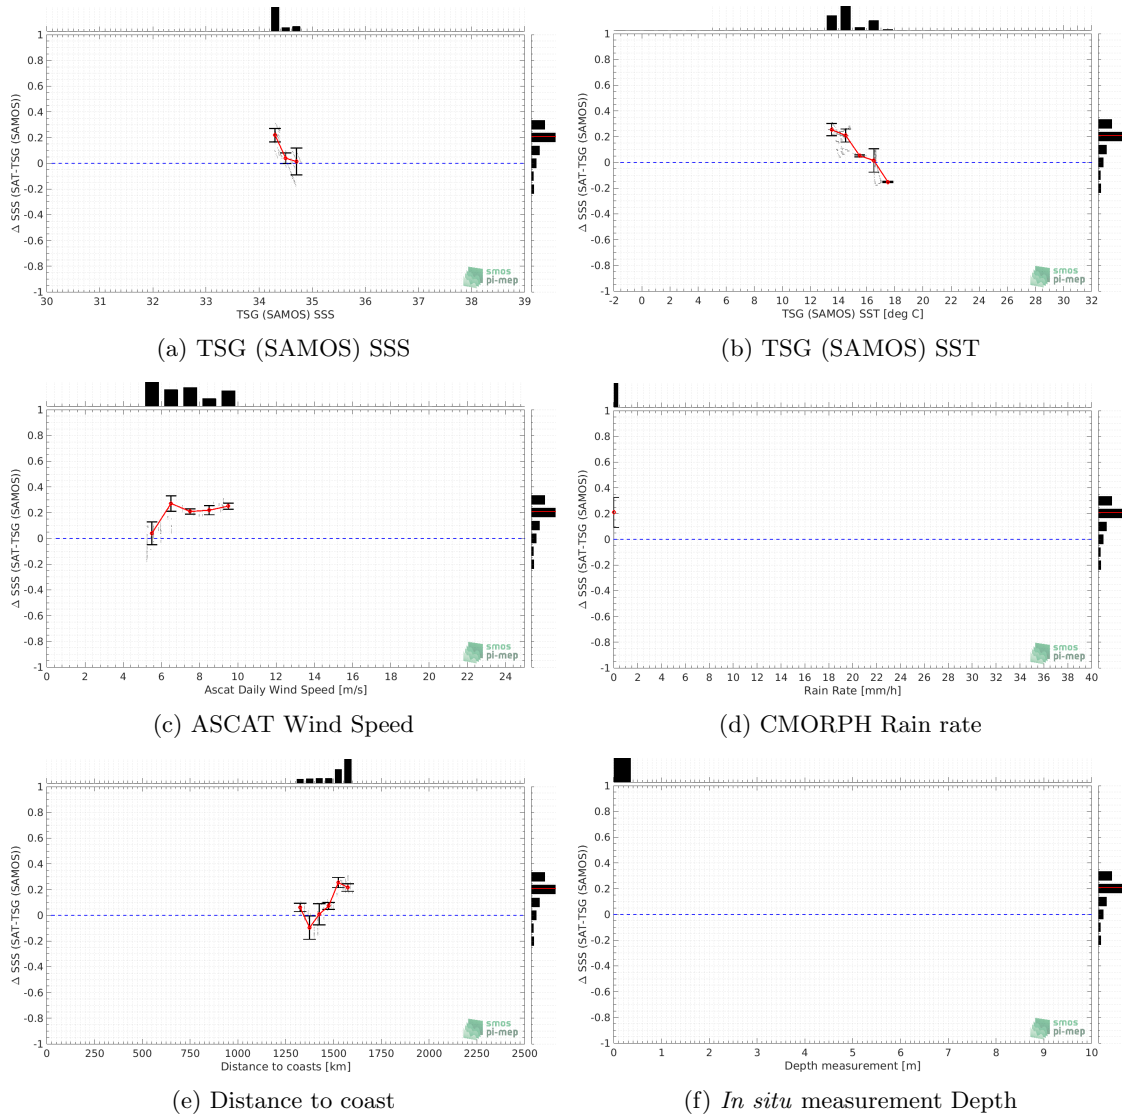 1
0.8
0.6
0.4
0.2
0
-0.2
-0.4
-0.6
-0.8
-1
Δ SSS (SAT-TSG (SAMOS))
smos
pi-mep
30 31 32 33 34 35 36 37 38 39
TSG (SAMOS) SSS
(a) TSG (SAMOS) SSS
1
0.8
0.6
0.4
0.2
0
-0.2
-0.4
-0.6
-0.8
-1
Δ SSS (SAT-TSG (SAMOS))
smos
pi-mep
-2 0 2 4 6 8 10 12 14 16 18 20 22 24 26 28 30 32
TSG (SAMOS) SST [deg C]
(b) TSG (SAMOS) SST
1
0.8
0.6
0.4
0.2
0
-0.2
-0.4
-0.6
-0.8
-1
Δ SSS (SAT-TSG (SAMOS))
smos
pi-mep
0 2 4 6 8 10 12 14 16 18 20 22 24
Ascat Daily Wind Speed [m/s]
(c) ASCAT Wind Speed
1
0.8
0.6
0.4
0.2
0
-0.2
-0.4
-0.6
-0.8
-1
Δ SSS (SAT-TSG (SAMOS))
smos
pi-mep
0 2 4 6 8 10 12 14 16 18 20 22 24 26 28 30 32 34 36 38 40
Rain Rate [mm/h]
(d) CMORPH Rain rate
1
0.8
0.6
0.4
0.2
0
-0.2
-0.4
-0.6
-0.8
-1
Δ SSS (SAT-TSG (SAMOS))
smos
pi-mep
0 250 500 750 1000 1250 1500 1750 2000 2250 2500
Distance to coasts [km]
(e) Distance to coast
1
0.8
0.6
0.4
0.2
0
-0.2
-0.4
-0.6
-0.8
-1
Δ SSS (SAT-TSG (SAMOS))
smos
pi-mep
0 1 2 3 4 5 6 7 8 9 10
Depth measurement [m]
(f) In situ measurement Depth